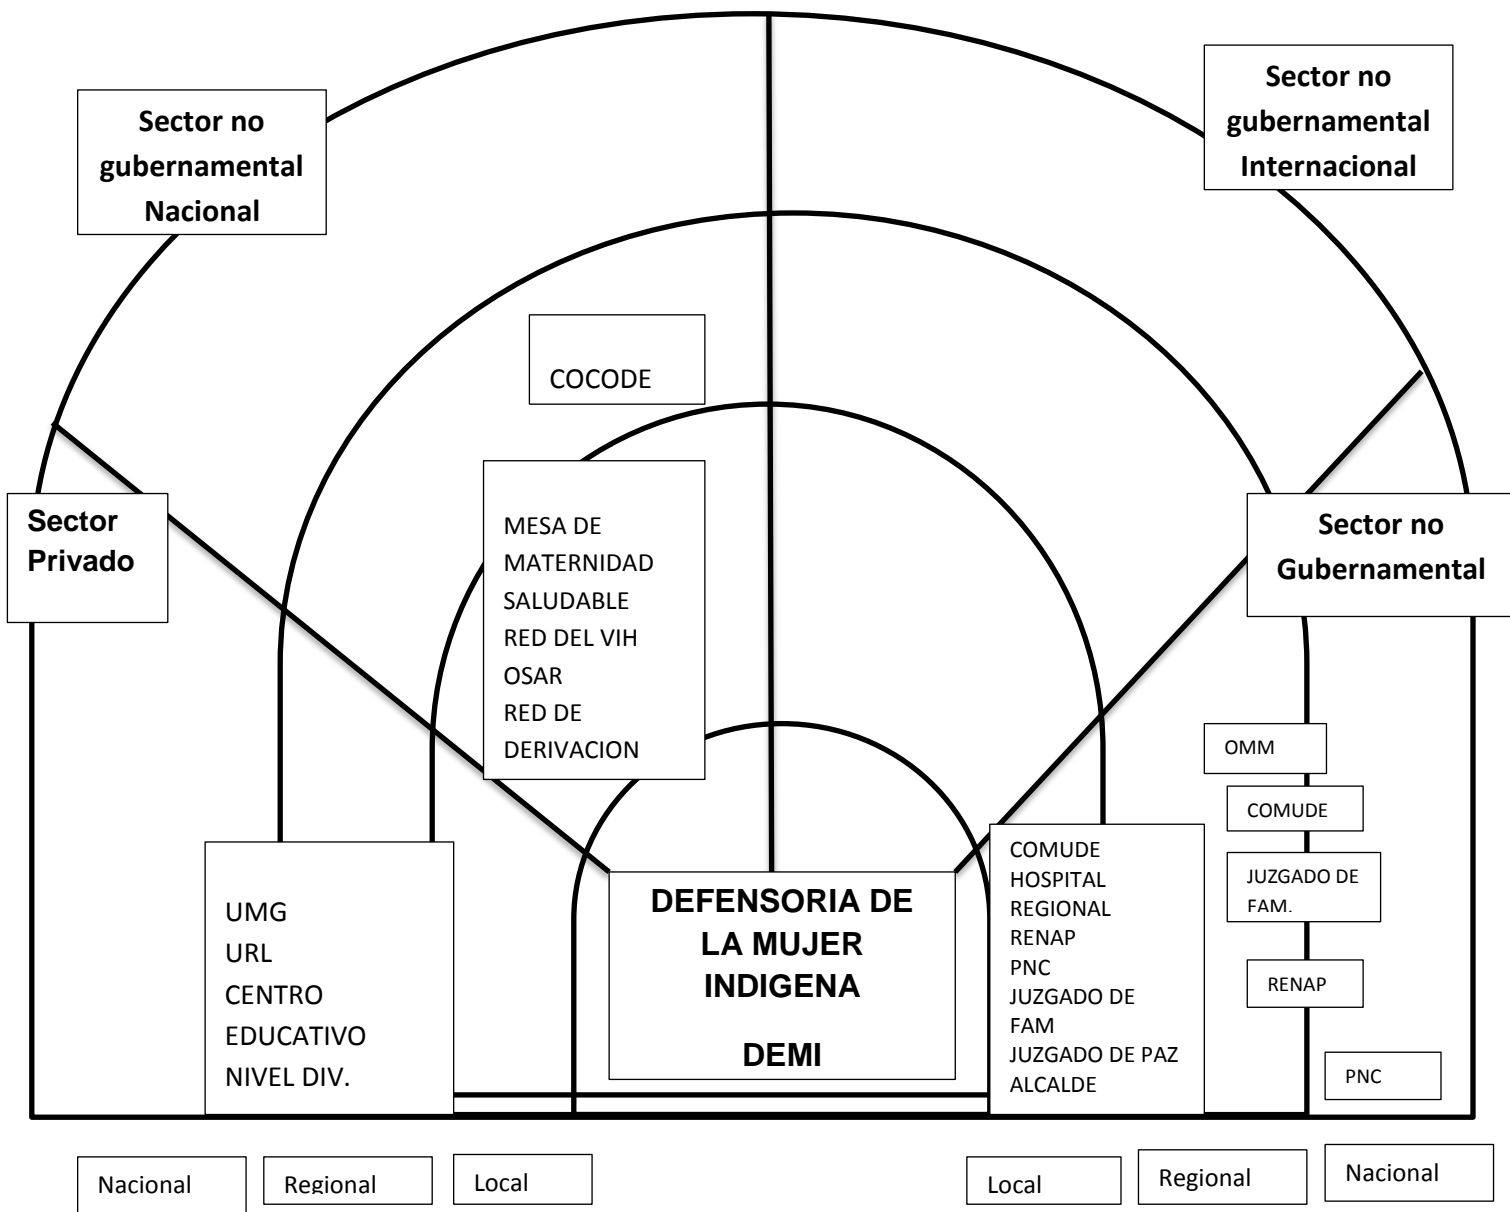 Sector no
gubernamental
Nacional
Sector no
gubernamental
Internacional
COCODE
MESA DE
MATERNIDAD
SALUDABLE
RED DEL VIH
OSAR
RED DE
DERIVACION
Sector
Privado
Sector no
Gubernamental
OMM
COMUDE
JUZGADO DE
FAM.
RENAP
PNC
UMG
URL
CENTRO
EDUCATIVO
NIVEL DIV.
DEFENSORIA DE
LA MUJER
INDIGENA
DEMI
COMUDE
HOSPITAL
REGIONAL
RENAP
PNC
JUZGADO DE
FAM
JUZGADO DE PAZ
ALCALDE
Nacional
Regional
Local
Local
Regional
Nacional